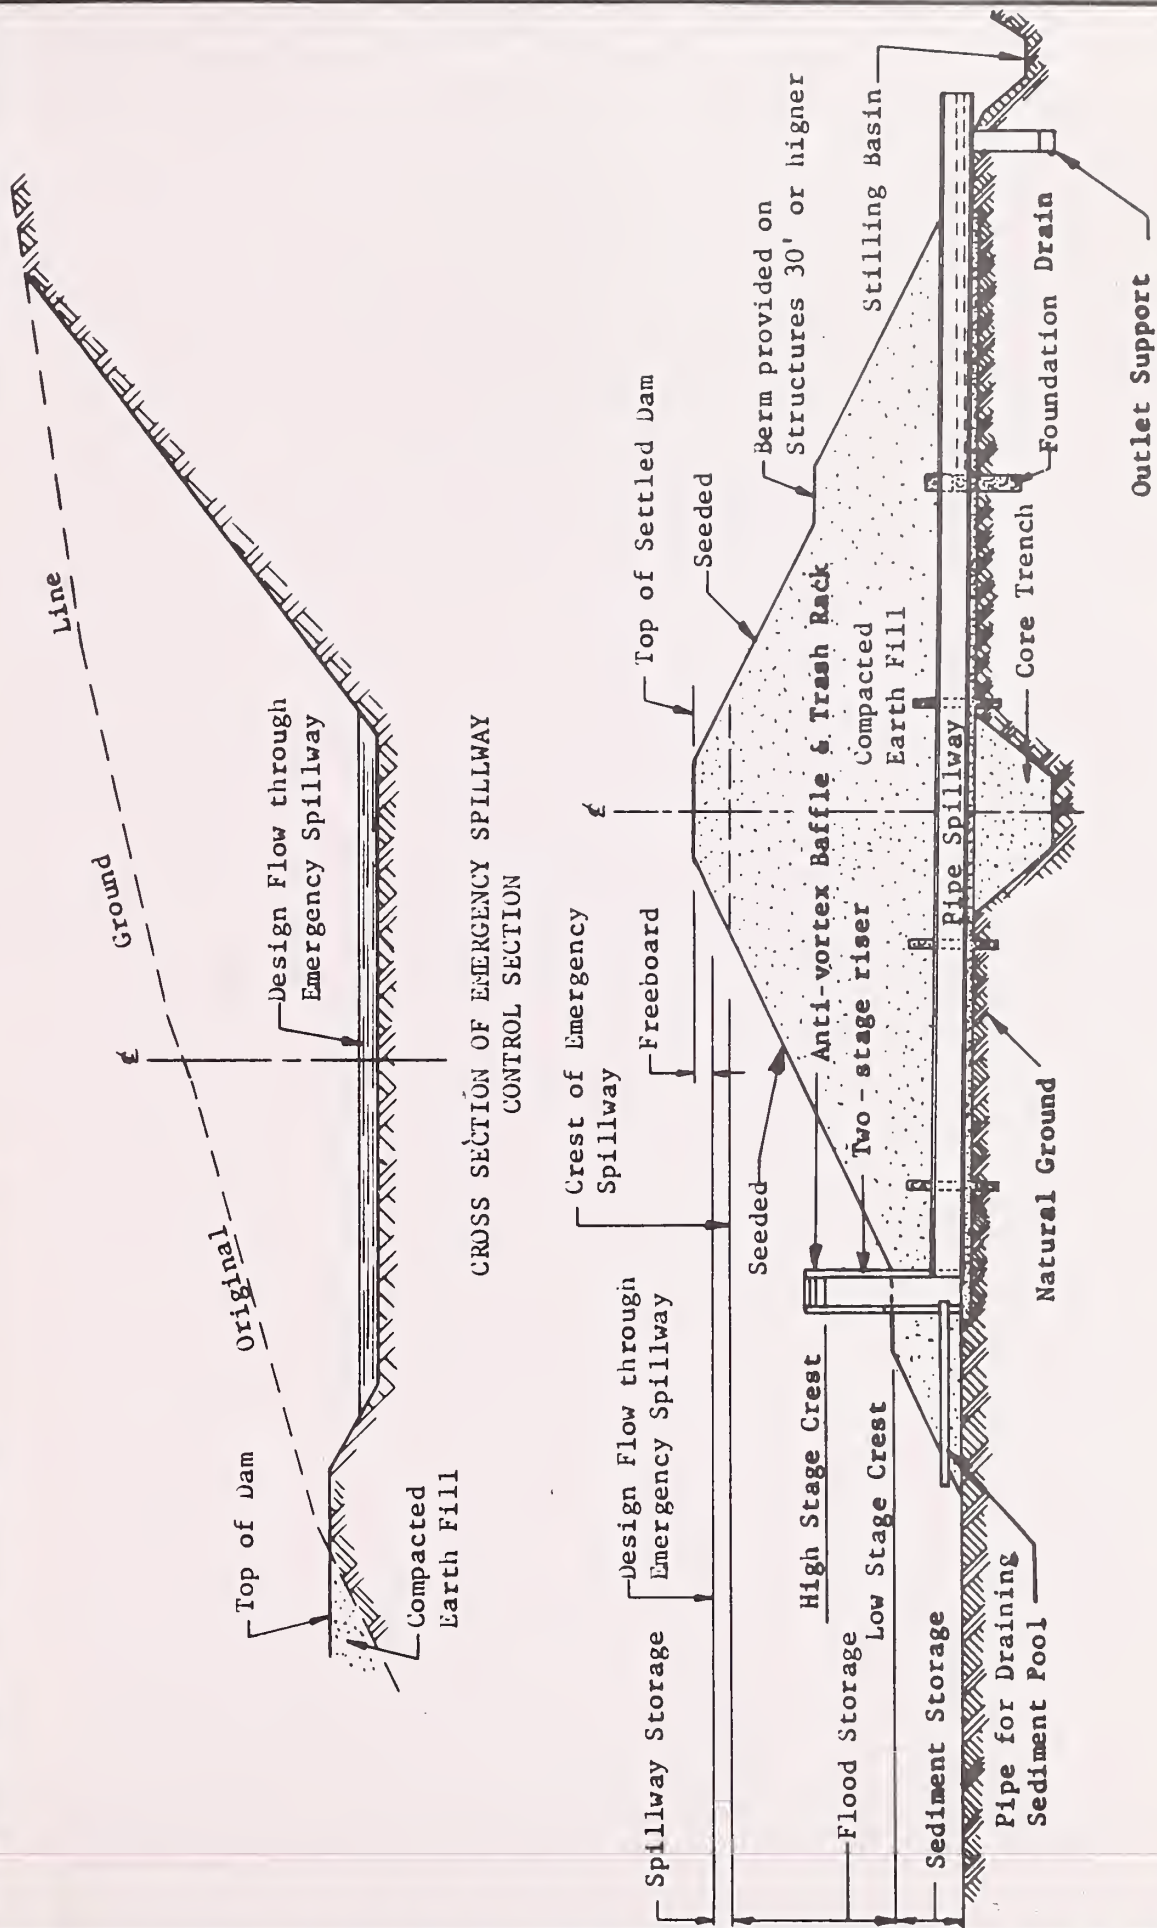 Original
Ground
Line
Top of Dam
Compacted
Earth Fill
℄
Design Flow through
Emergency Spillway
CROSS SECTION OF EMERGENCY SPILLWAY
CONTROL SECTION
Spillway Storage
Design Flow through
Emergency Spillway
Crest of Emergency
Spillway
Freeboard
℄
Top of Settled Dam
Seeded
Seeded
Berm provided on
Structures 30' or higner
Stilling Basin
High Stage Crest
Anti-vortex Baffle & Trash Rack
Two-stage riser
Compacted
Earth Fill
Flood Storage
Low Stage Crest
Sediment Storage
Pipe Spillway
Pipe for Draining
Sediment Pool
Natural Ground
Core Trench
Foundation Drain
Outlet Support